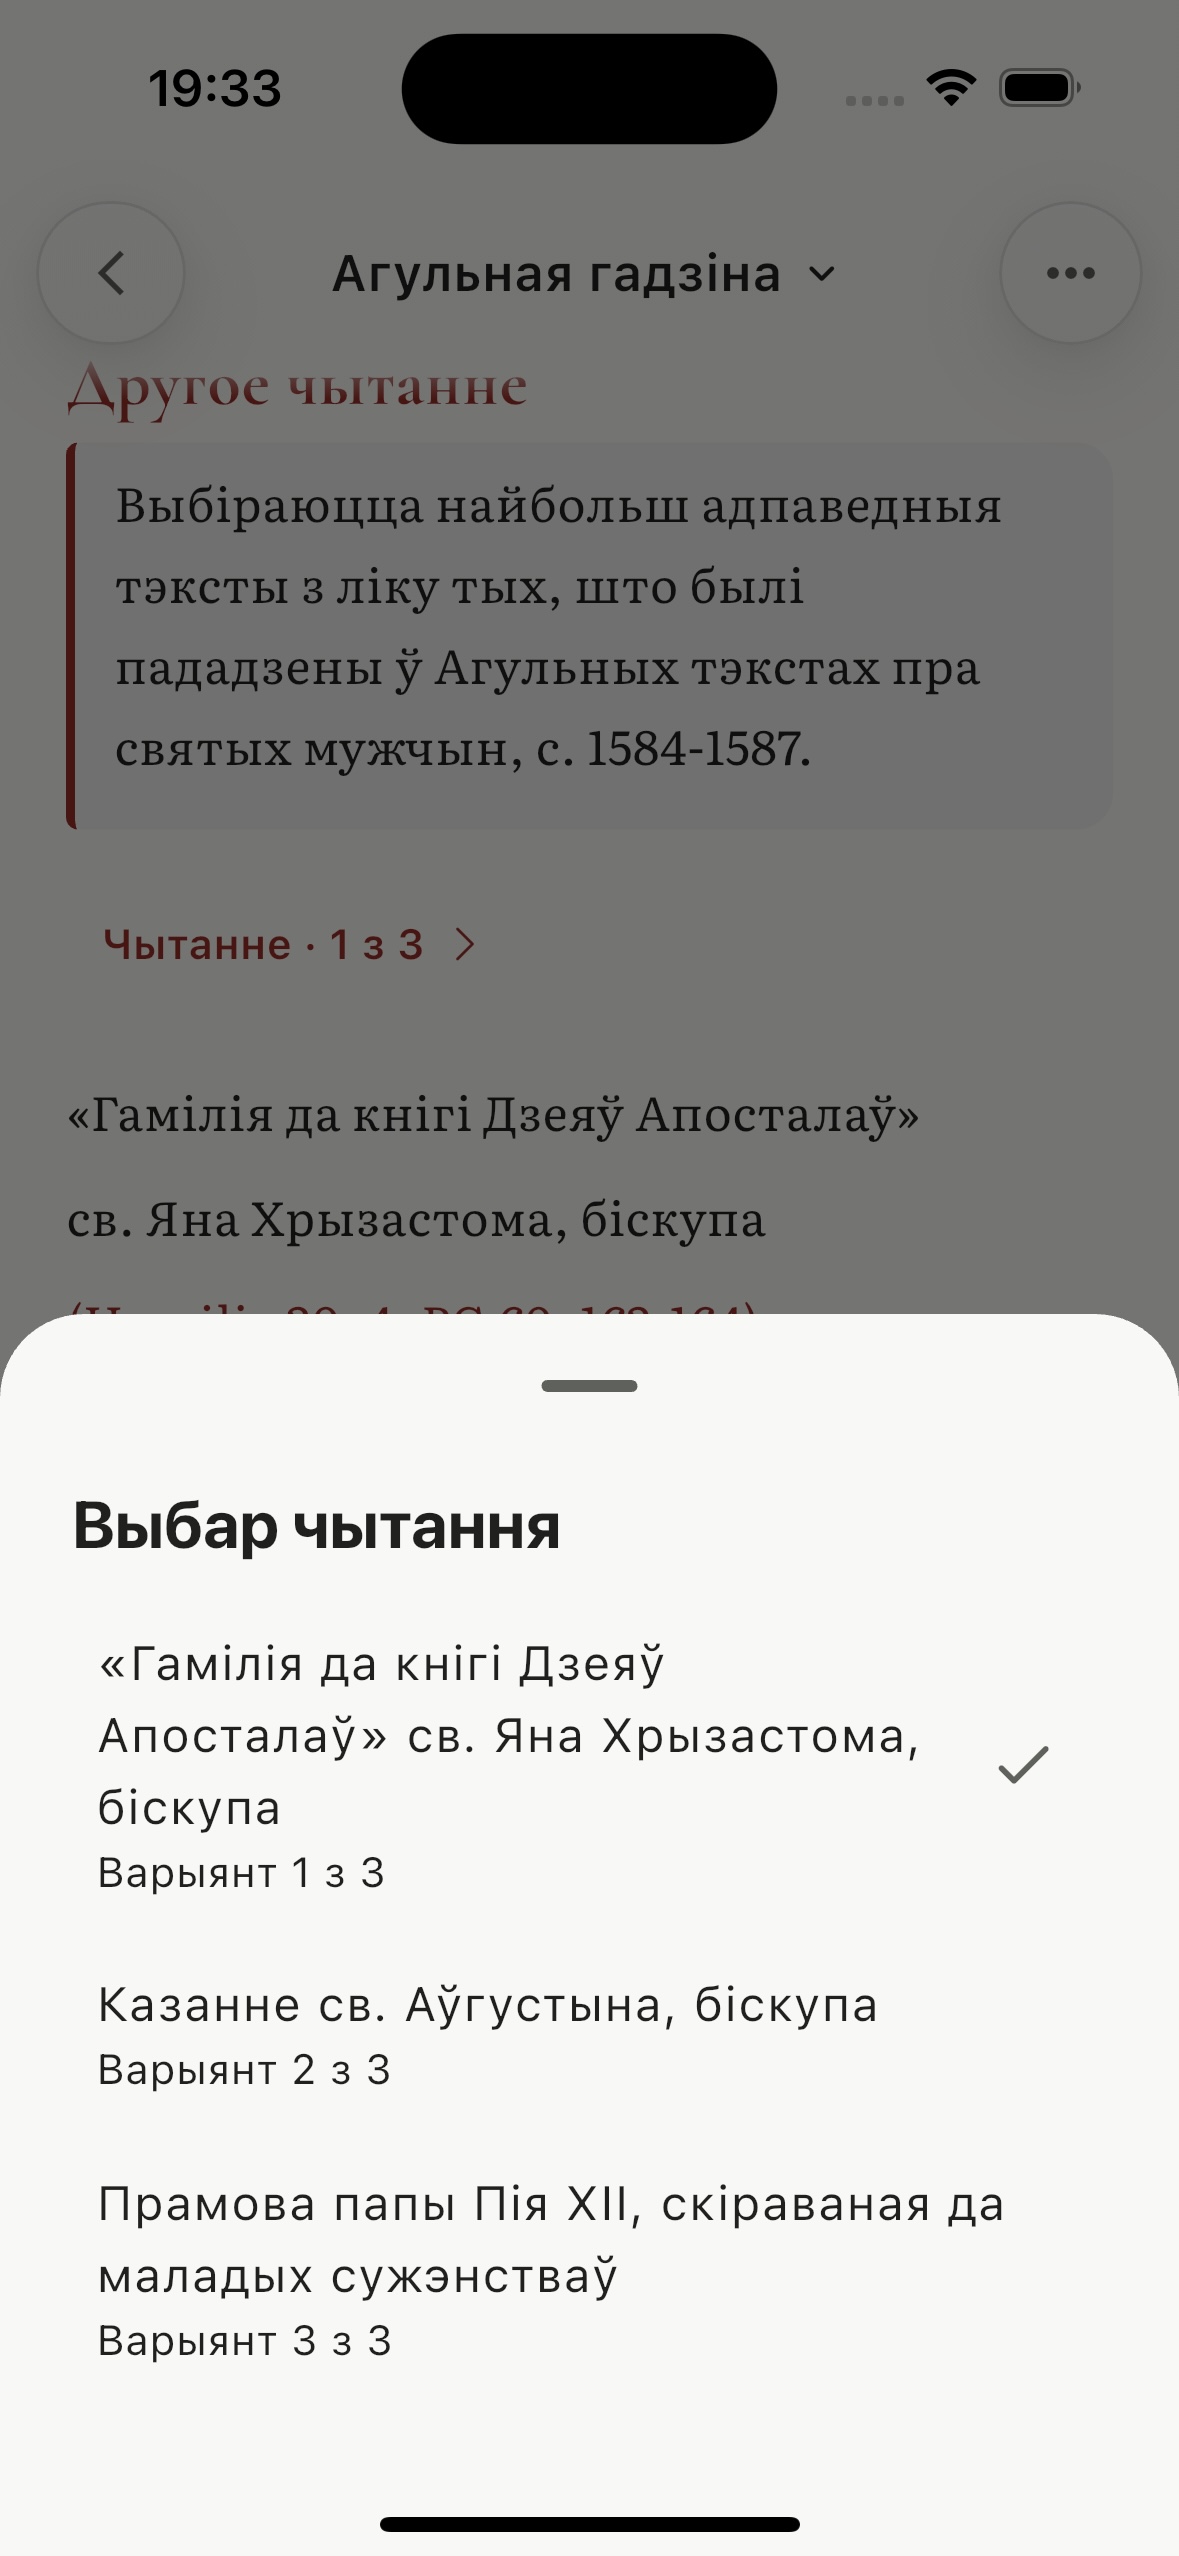 19:33
Агульная гадзіна
Другое чытанне
Выбіраюцца найбольш адпаведныя
тэксты з ліку тых, што былі
пададзены ў Агульных тэкстах пра
святых мужчын, с. 1584-1587.
Чытанне · 1 з 3
«Гамілія да кнігі Дзеяў Апосталаў»
св. Яна Хрызастома, біскупа
Выбар чытання
«Гамілія да кнігі Дзеяў
Апосталаў» св. Яна Хрызастома,
біскупа
Варыянт 1 з 3
Казанне св. Аўгустына, біскупа
Варыянт 2 з 3
Прамова папы Пія XII, скіраваная да
маладых сужэнстваў
Варыянт 3 з 3